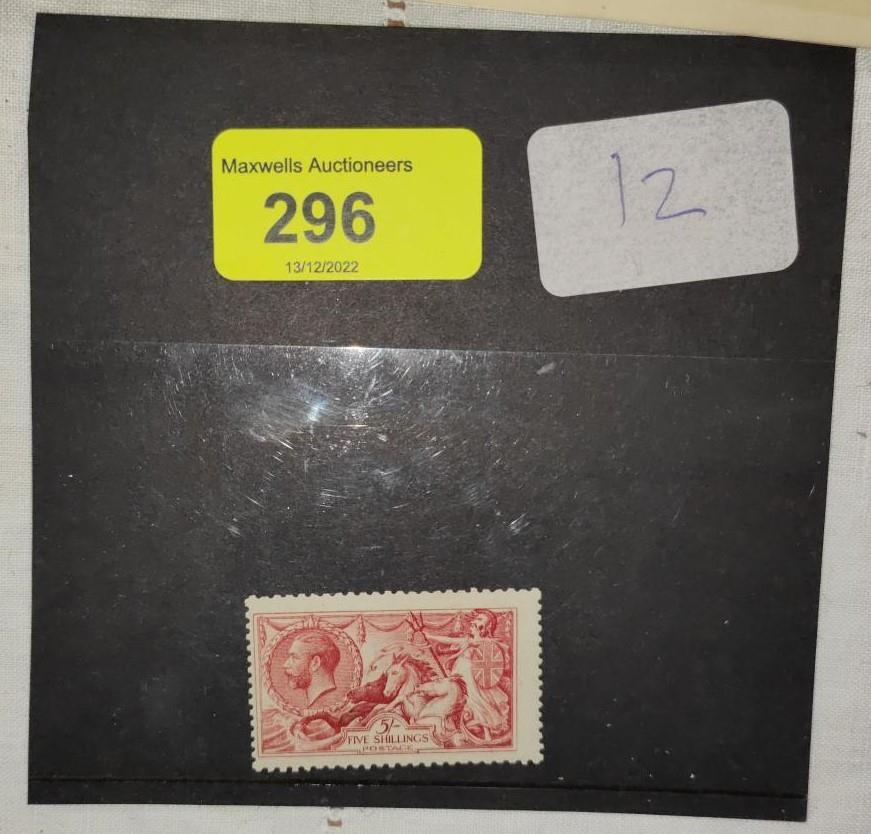 Maxwells Auctioneers
296
13/12/2022
12
5/-
FIVE SHILLINGS
POSTAGE